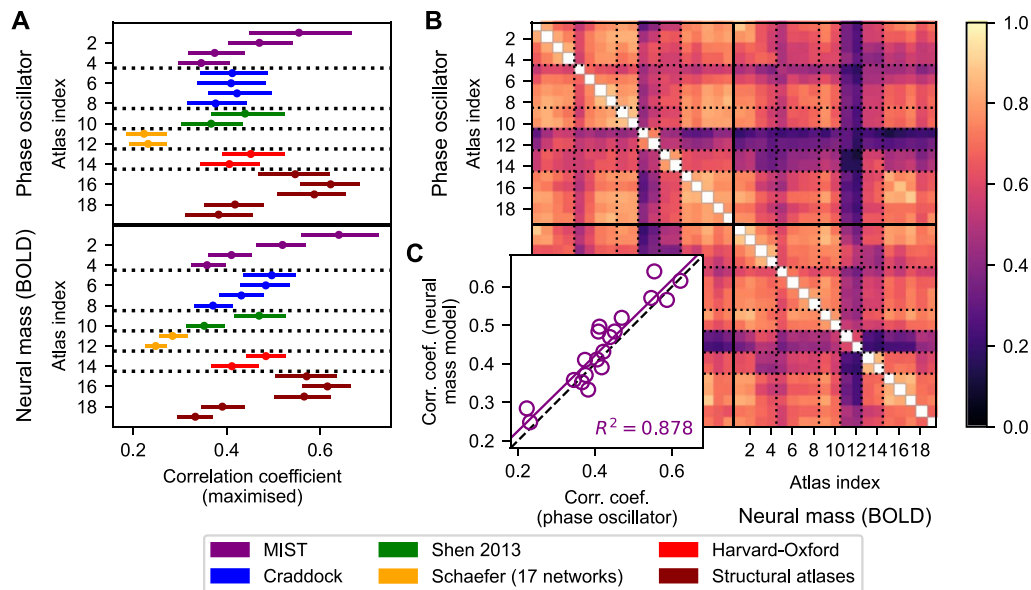 A
Phase oscillator
Atlas index
2
4
6
8
10
12
14
16
18
Neural mass (BOLD)
Atlas index
2
4
6
8
10
12
14
16
18
0.2
0.4
0.6
Correlation coefficient
(maximised)
B
Phase oscillator
Atlas index
2
4
6
8
10
12
14
16
18
2 4 6 8 10 12 14 16 18
Atlas index
Neural mass (BOLD)
1.0
0.8
0.6
0.4
0.2
0.0
C
Corr. coef. (neural
mass model)
0.6
0.5
0.4
0.3
0.2
R² = 0.878
0.2 0.4 0.6
Corr. coef.
(phase oscillator)
MIST
Craddock
Shen 2013
Schaefer (17 networks)
Harvard-Oxford
Structural atlases